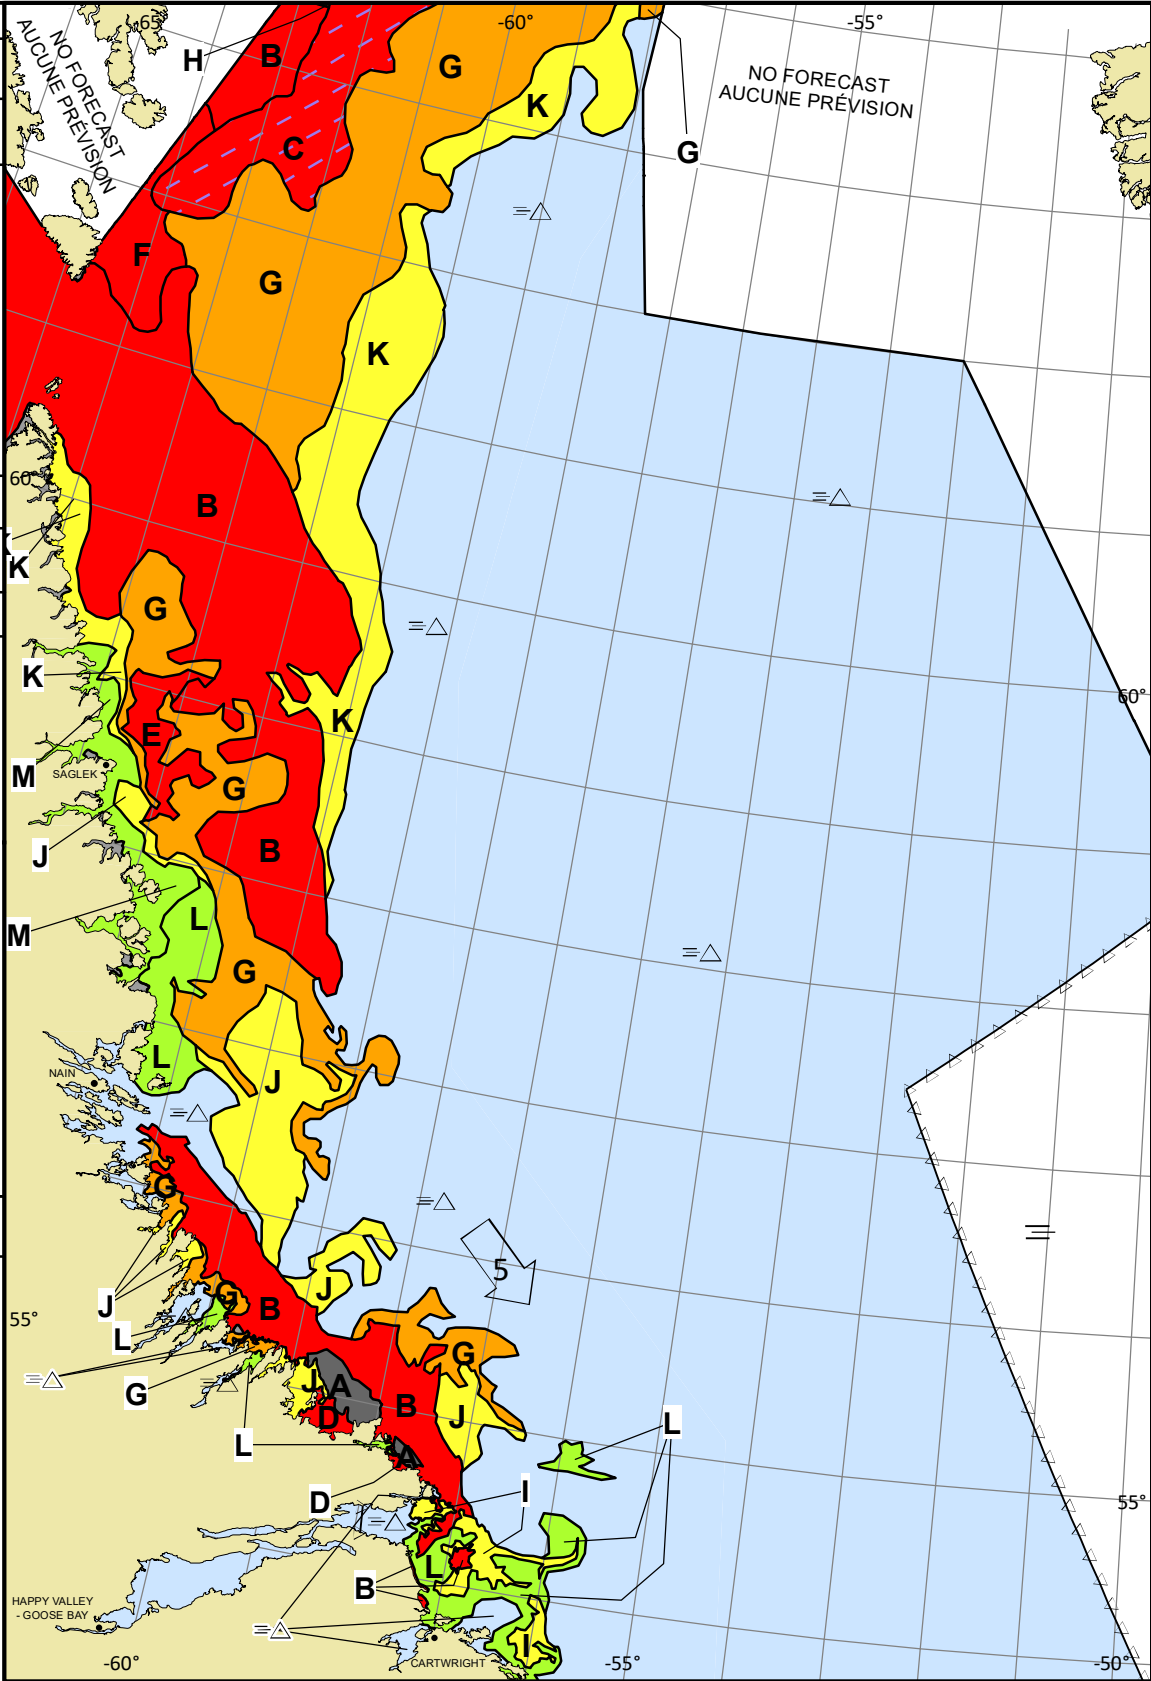 -65°
-60°
-55°
NO FORECAST
AUCUNE PRÉVISION
H
B
G
K
NO FORECAST
AUCUNE PRÉVISION
C
G
F
G
K
60°
B
K
K
G
K
K
60°
E
M
SAGLEK
G
J
B
L
M
G
L
J
NAIN
G
J
G
B
J
5
L
55°
G
G
J
A
B
D
J
L
L
A
D
I
55°
L
B
HAPPY VALLEY
- GOOSE BAY
I
CARTWRIGHT
-60°
-55°
-50°